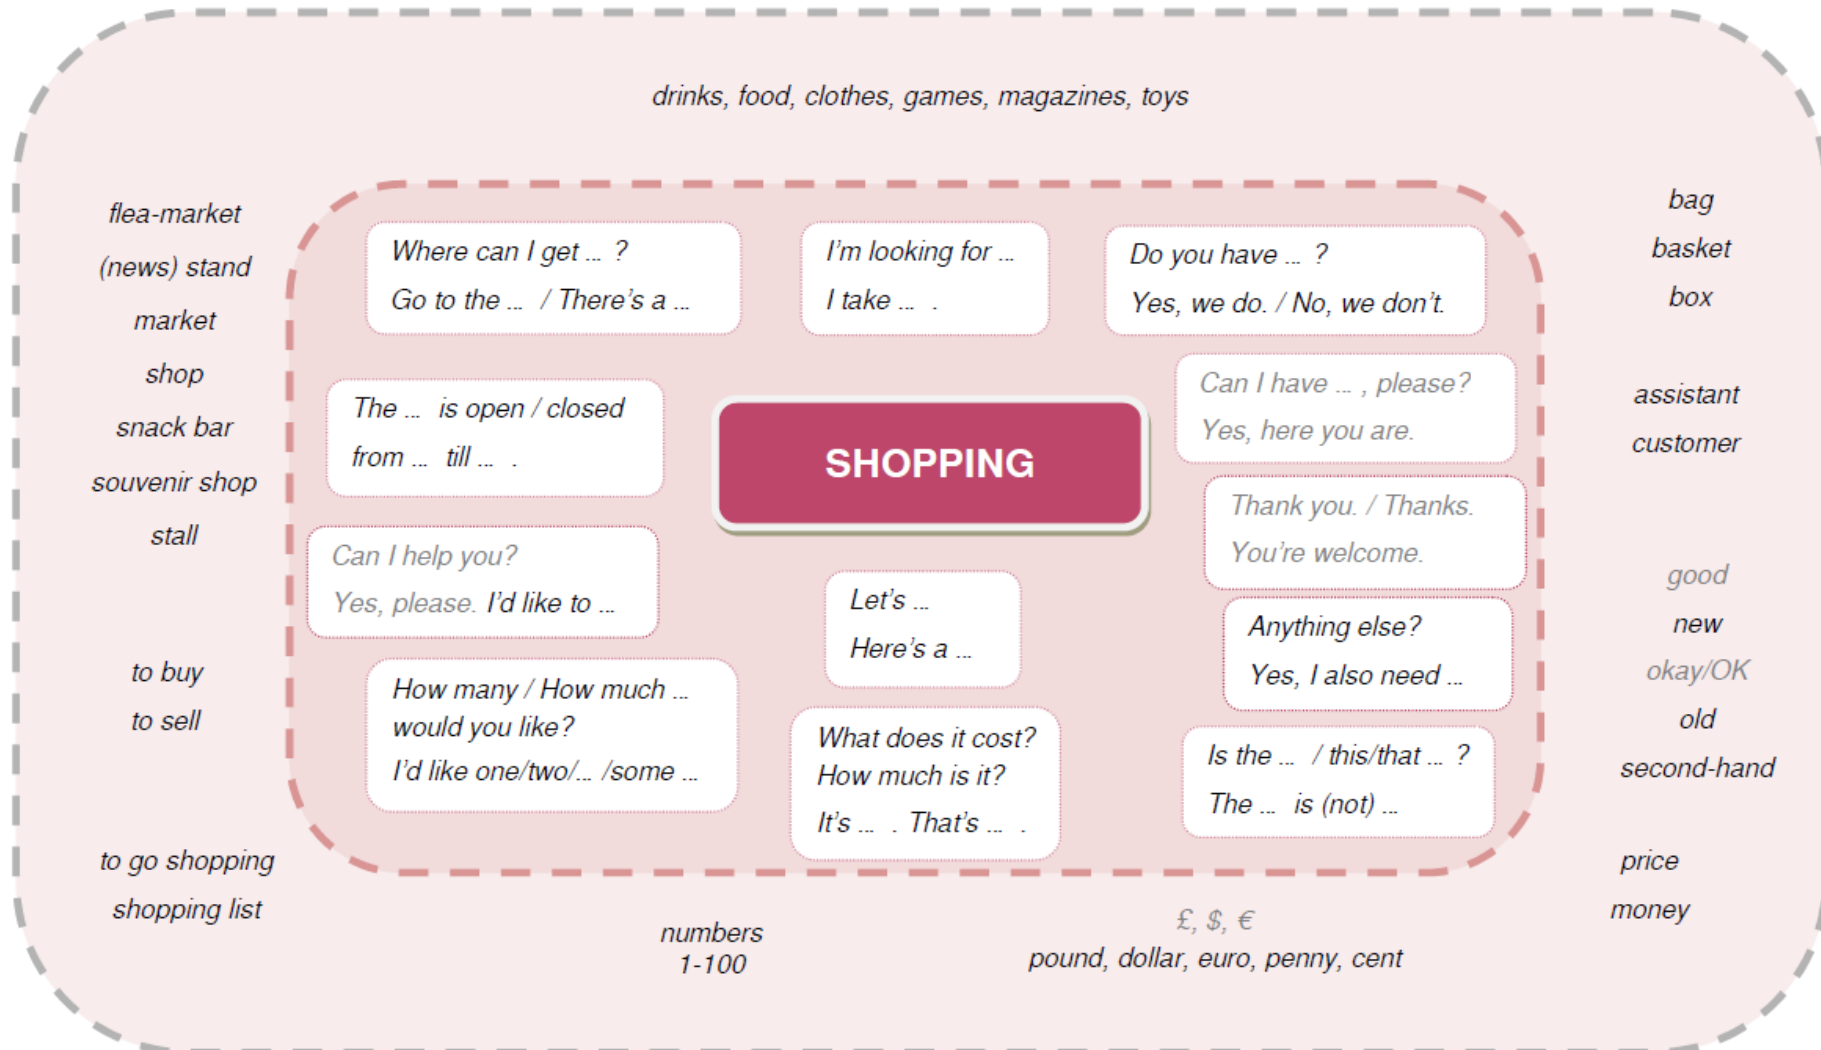 drinks, food, clothes, games, magazines, toys
flea-market
(news) stand
market
shop
snack bar
souvenir shop
stall
to buy
to sell
to go shopping
shopping list
Where can I get ... ?
Go to the ... / There's a ...
I'm looking for ...
I take ... .
Do you have ... ?
Yes, we do. / No, we don't.
The ... is open / closed
from ... till ... .
SHOPPING
Can I have ... , please?
Yes, here you are.
Can I help you?
Yes, please. I'd like to ...
Thank you. / Thanks.
You're welcome.
Let's ...
Here's a ...
Anything else?
Yes, I also need ...
How many / How much ...
would you like?
I'd like one/two/... /some ...
What does it cost?
How much is it?
It's ... . That's ... .
Is the ... / this/that ... ?
The ... is (not) ...
bag
basket
box
assistant
customer
good
new
okay/OK
old
second-hand
price
money
numbers
1-100
£, $, €
pound, dollar, euro, penny, cent